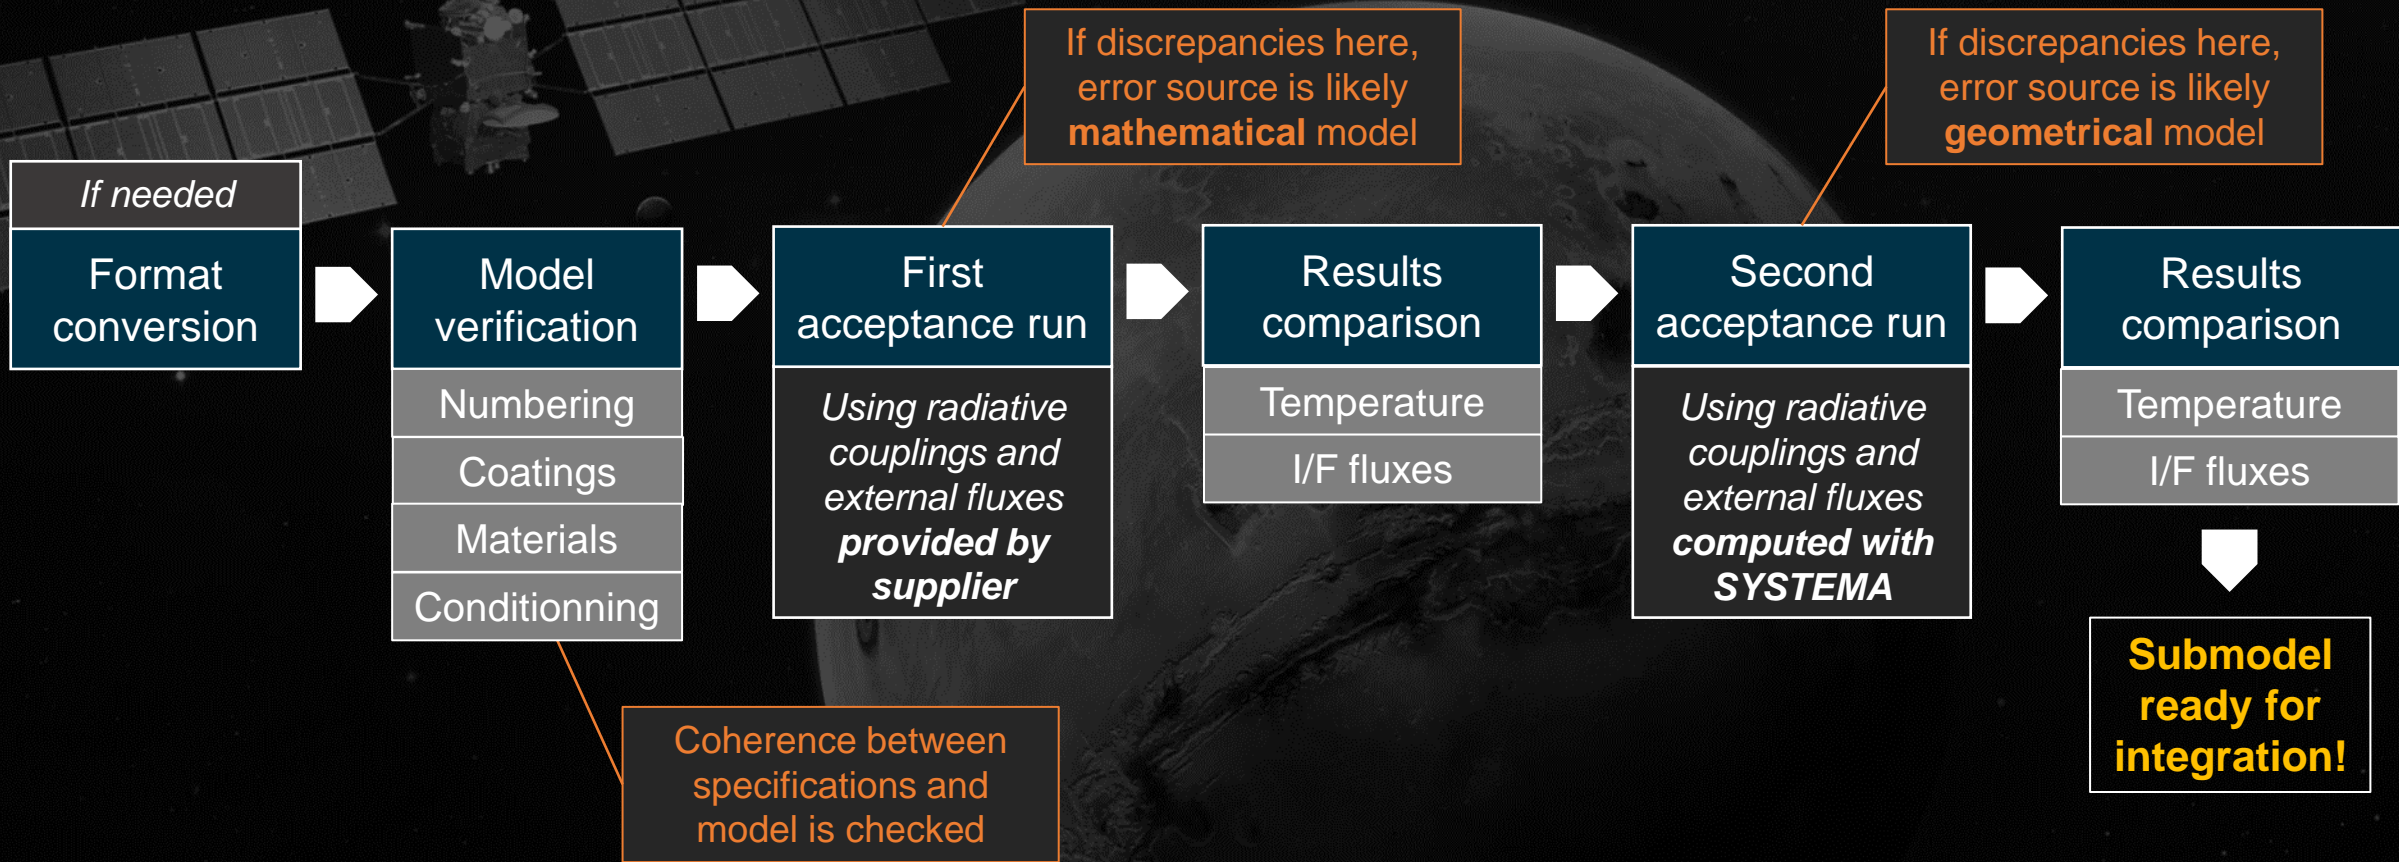 If needed
Format
conversion
Model
verification
Numbering
Coatings
Materials
Conditionning
Coherence between
specifications and
model is checked
If discrepancies here,
error source is likely
mathematical model
First
acceptance run
Using radiative
couplings and
external fluxes
provided by
supplier
Results
comparison
Temperature
I/F fluxes
If discrepancies here,
error source is likely
geometrical model
Second
acceptance run
Using radiative
couplings and
external fluxes
computed with
SYSTEMA
Results
comparison
Temperature
I/F fluxes
Submodel
ready for
integration!